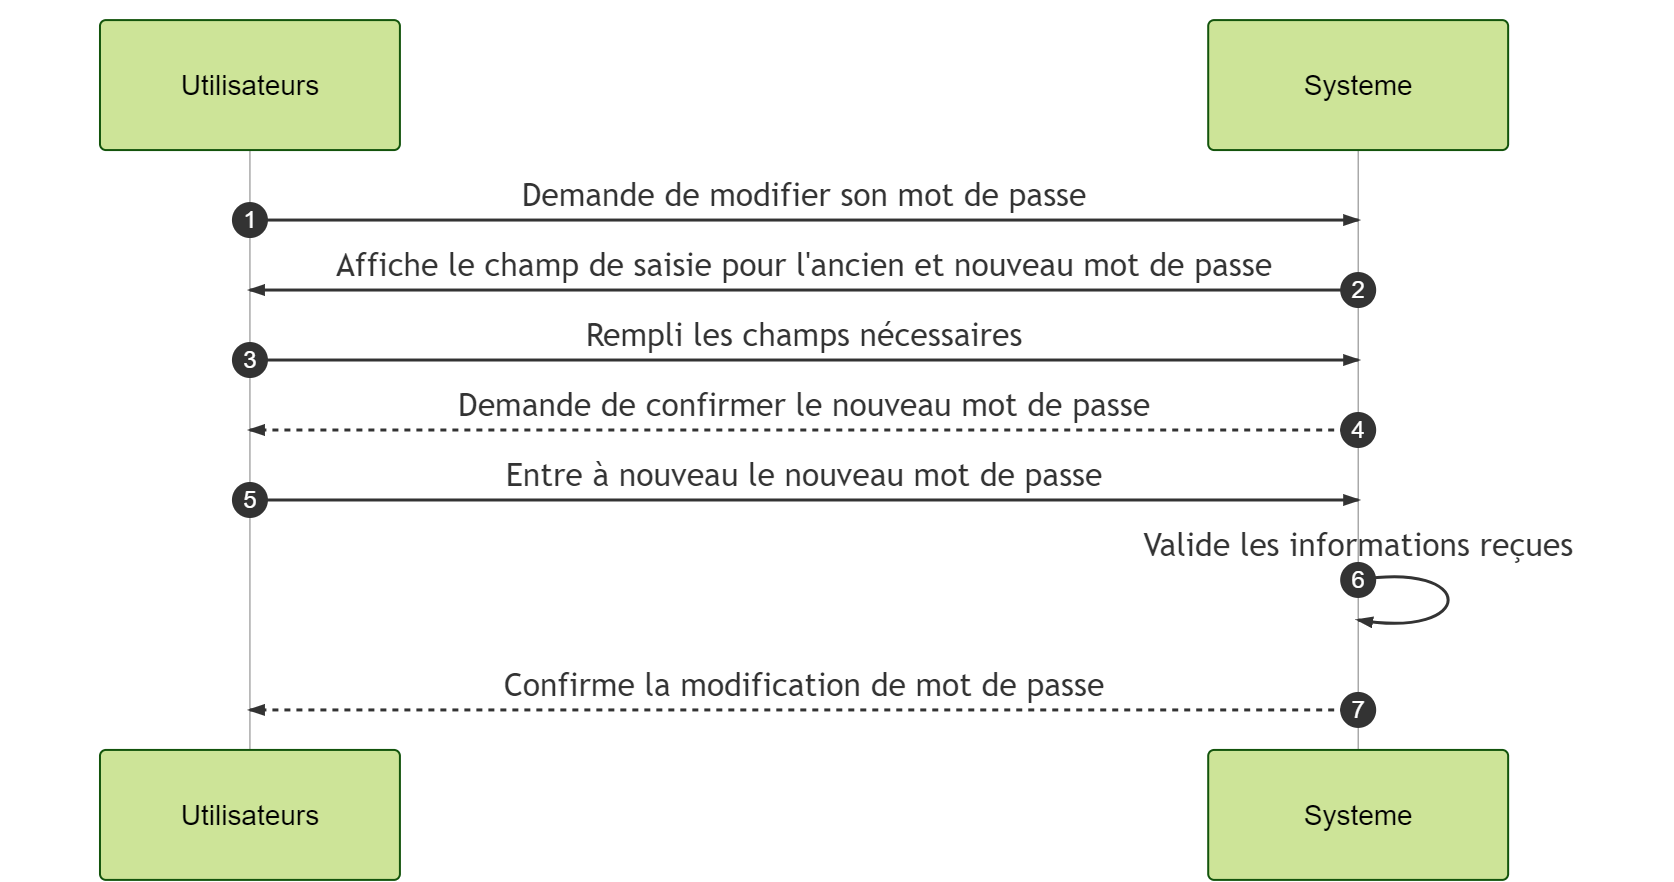 Utilisateurs
Systeme
Demande de modifier son mot de passe
1
Affiche le champ de saisie pour l'ancien et nouveau mot de passe
2
Rempli les champs nécessaires
3
Demande de confirmer le nouveau mot de passe
4
Entre à nouveau le nouveau mot de passe
5
Valide les informations reçues
6
Confirme la modification de mot de passe
7
Utilisateurs
Systeme